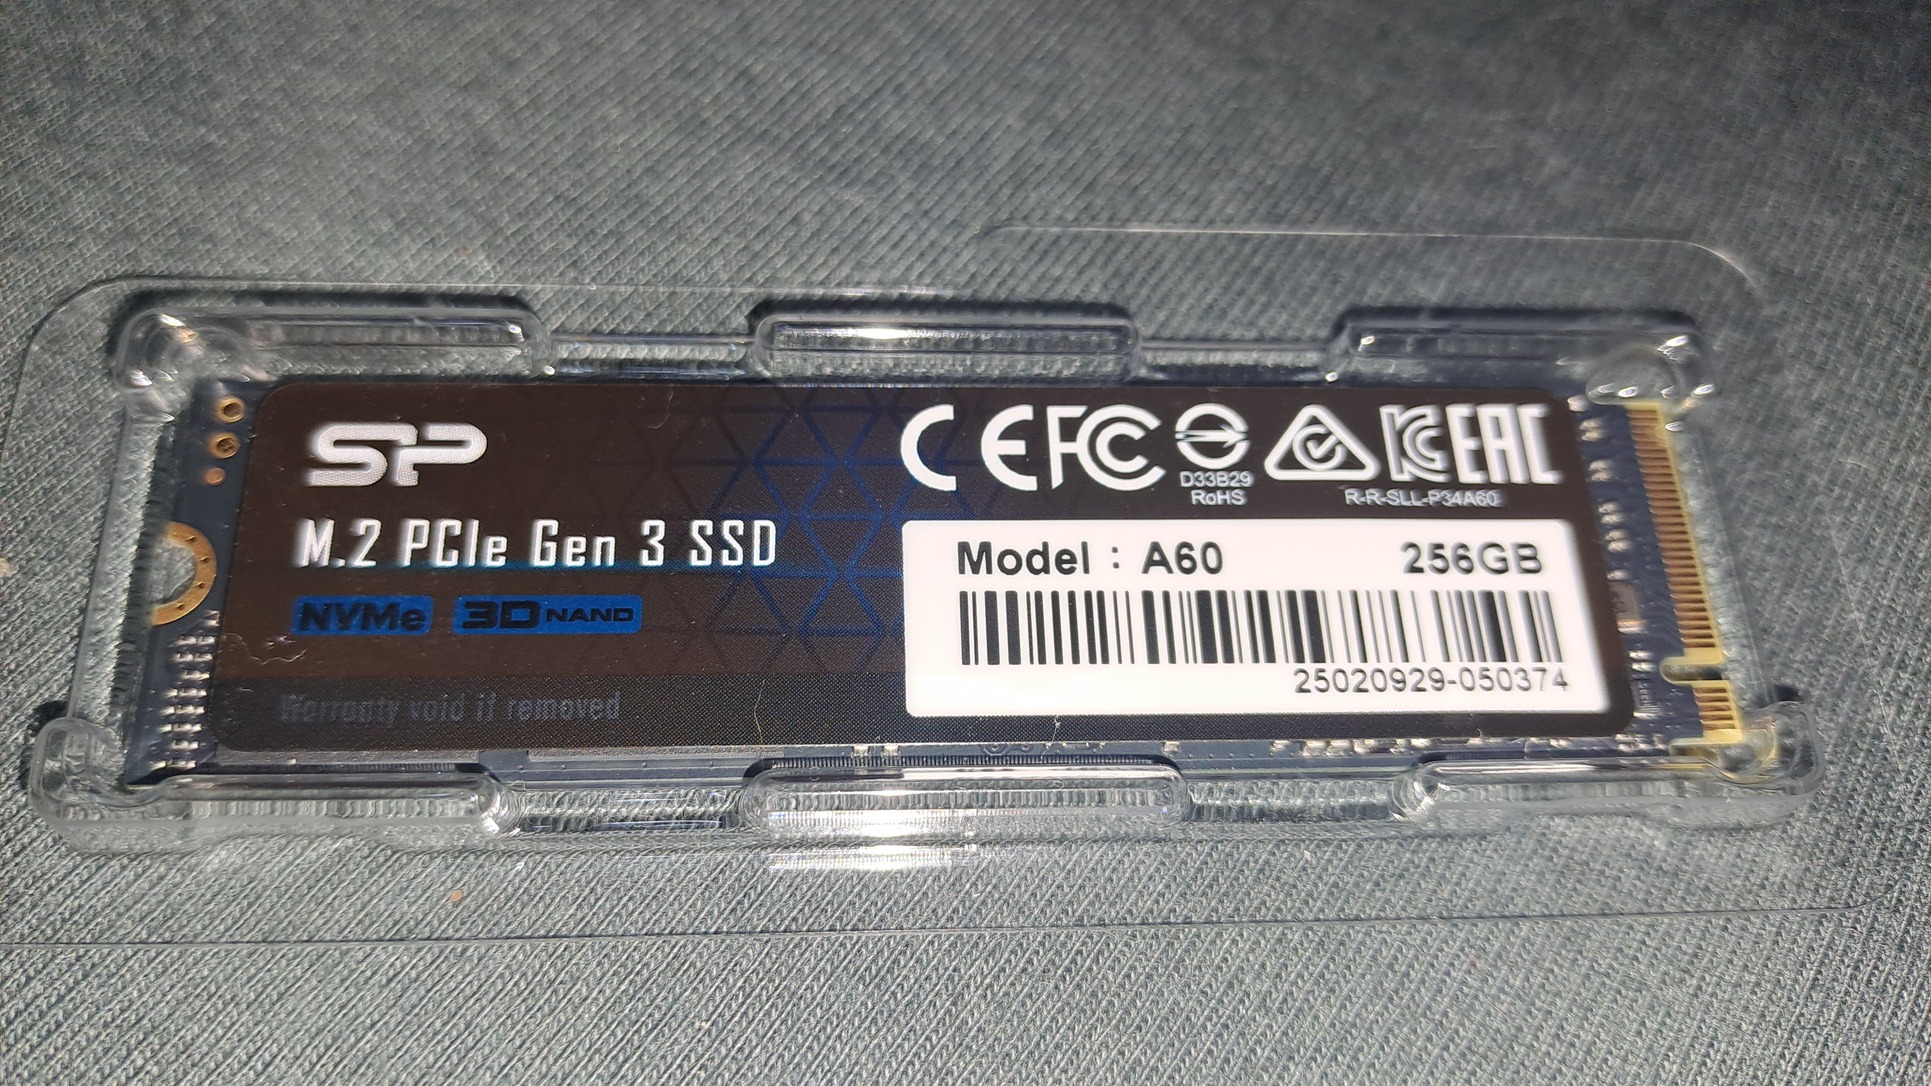 SP
M.2 PCIe Gen 3 SSD
NVMe 3D NAND
Warranty void if removed
CE FC KC EAC
D33B29
RoHS
R-R-SLL-P34A60
Model : A60 256GB
25020929-050374